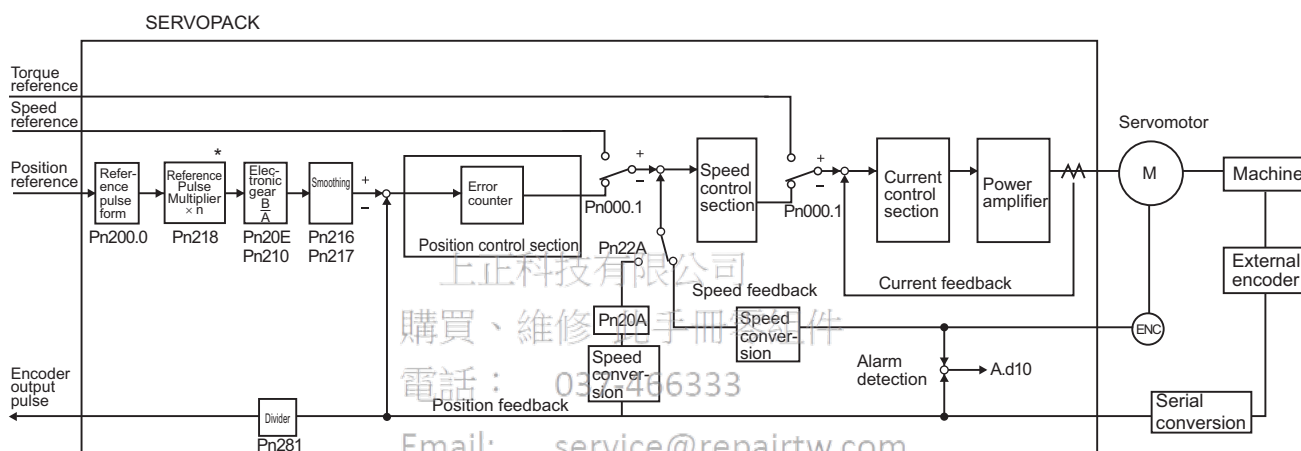 SERVOPACK
Torque
reference
Speed
reference
Position
reference
Refer-
ence
pulse
form
Pn200.0
*
Reference
Pulse
Multiplier
× n
Pn218
Elec-
tronic
gear
B
A
Pn20E
Pn210
Smoothing
Pn216
Pn217
+
−
Error
counter
Position control section
+
−
Pn000.1
Speed
control
section
+
−
Pn000.1
Current
control
section
Power
amplifier
Current feedback
Servomotor
M
Machine
External
encoder
ENC
Pn22A
Pn20A
Speed
conver-
sion
Speed feedback
Speed
conver-
sion
Alarm
detection
A.d10
Serial
conversion
Position feedback
Encoder
output
pulse
Divider
Pn281
上正科技有限公司
購買、維修 此手冊零組件
電話： 037-466333
Email: service@repairtw.com